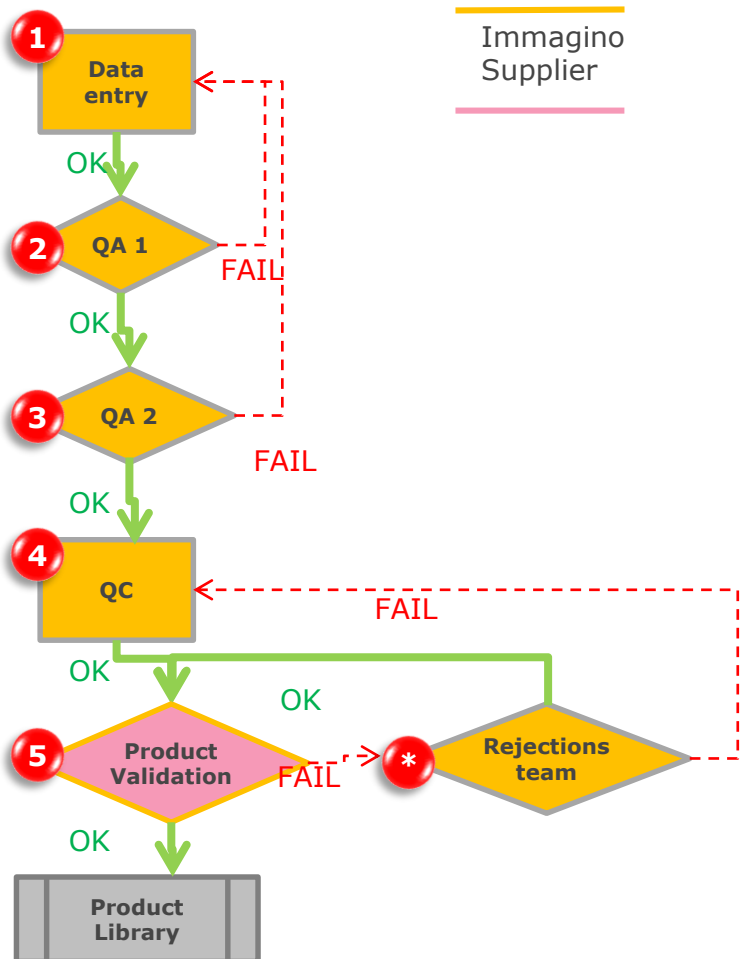 1
Data
entry
Immagino
Supplier
OK
2
QA 1
FAIL
OK
3
QA 2
FAIL
OK
4
QC
FAIL
OK
OK
5
Product
Validation
FAIL
*
Rejections
team
OK
Product
Library